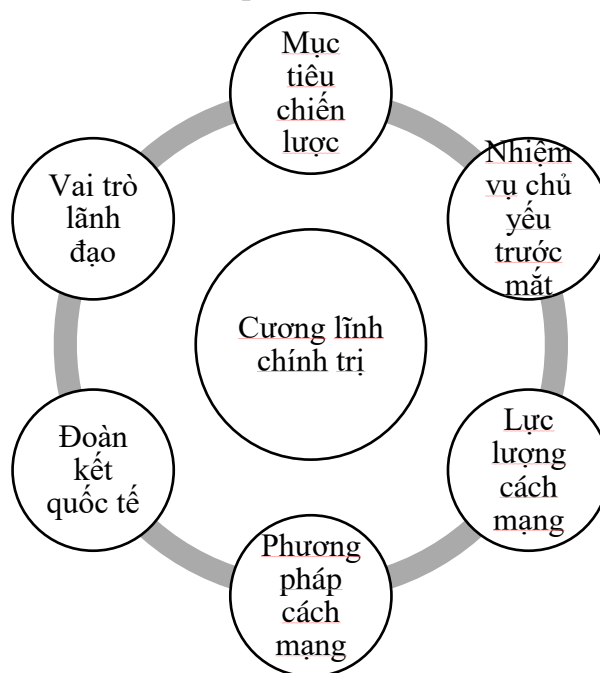 Mục
tiêu
chiến
lược
Nhiệm
vụ chủ
yếu
trước
mắt
Lực
lượng
cách
mạng
Phương
pháp
cách
mạng
Đoàn
kết
quốc tế
Vai trò
lãnh
đạo
Cương lĩnh
chính trị